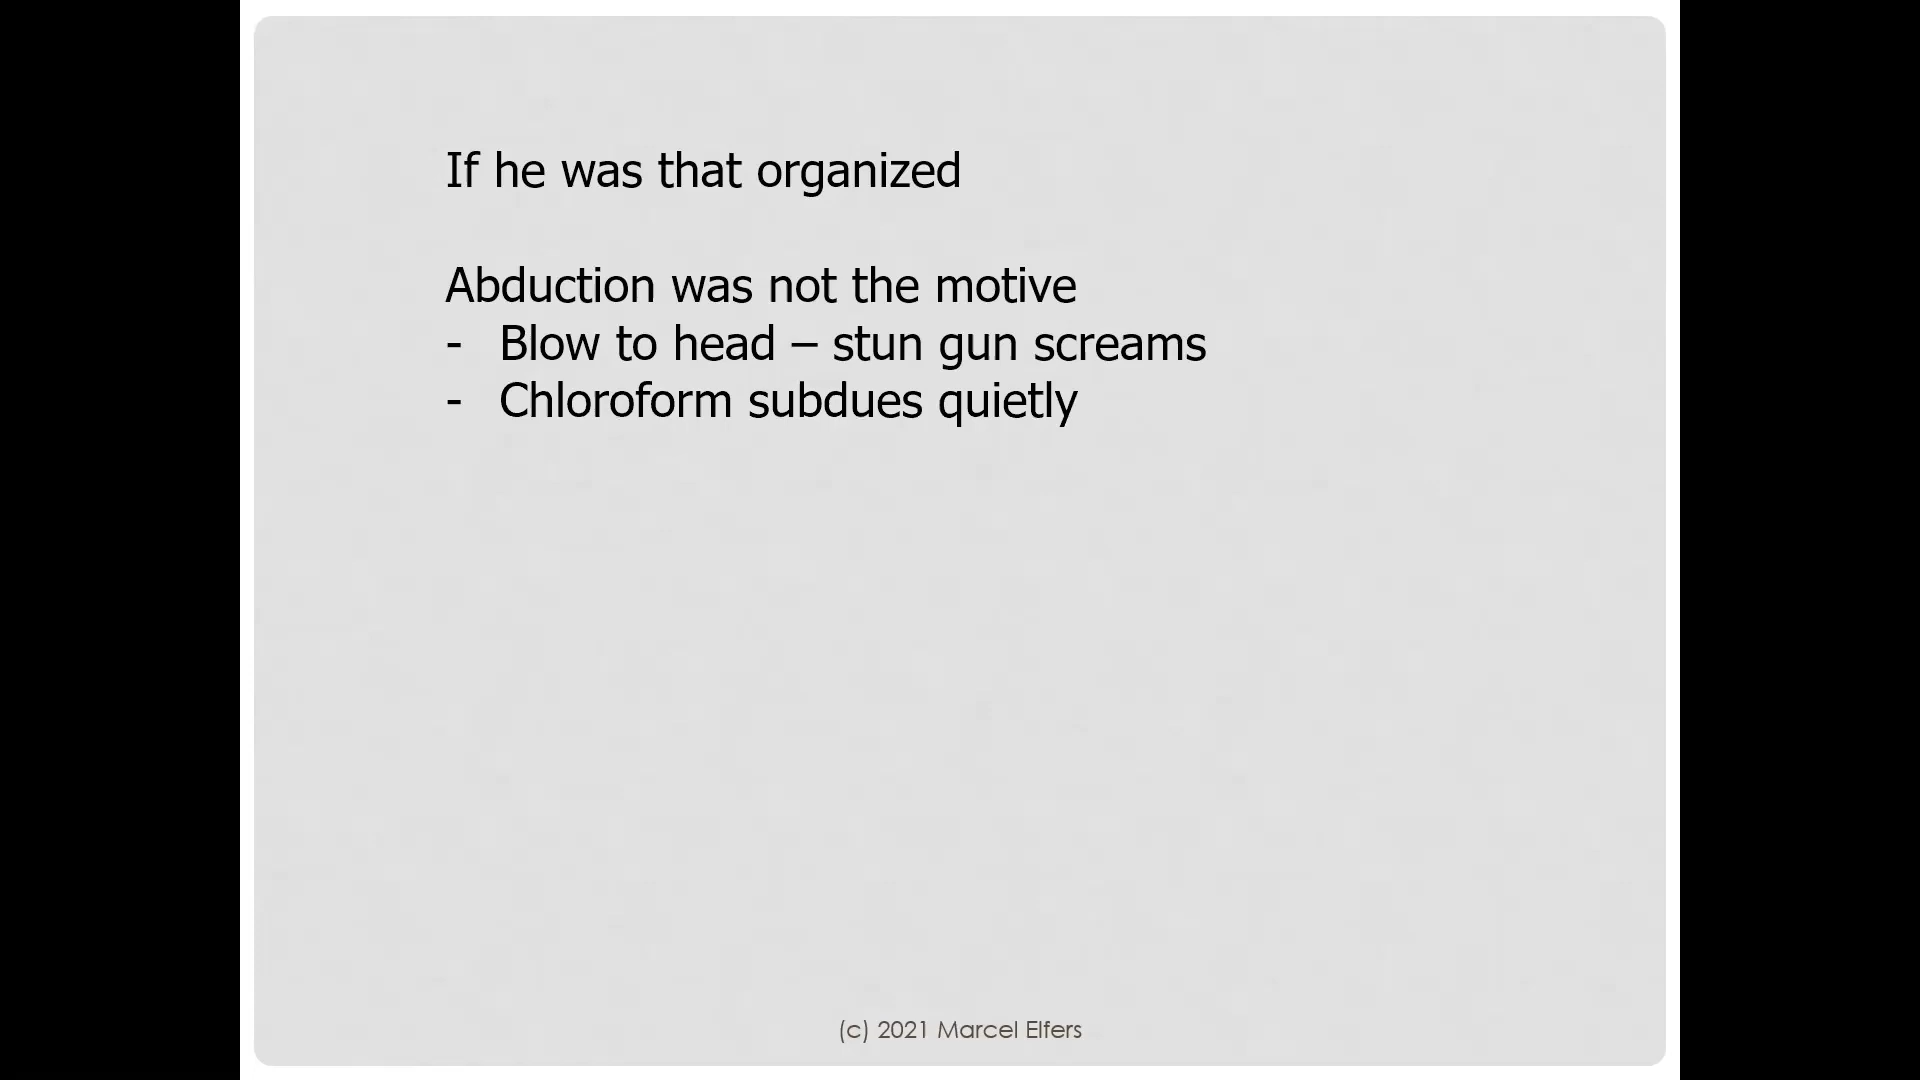 If he was that organized
Abduction was not the motive
- Blow to head – stun gun screams
- Chloroform subdues quietly
(c) 2021 Marcel Elfers